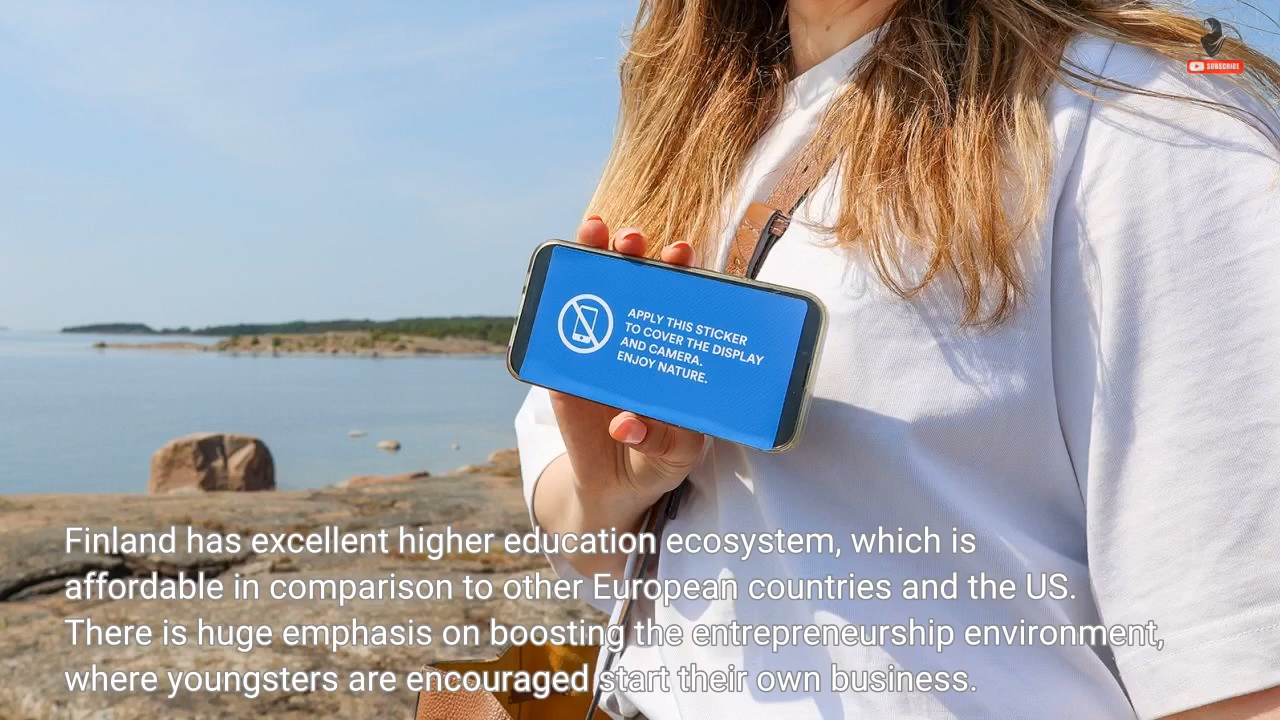 SUBSCRIBE
APPLY THIS STICKER
TO COVER THE DISPLAY
AND CAMERA.
ENJOY NATURE.
Finland has excellent higher education ecosystem, which is
affordable in comparison to other European countries and the US.
There is huge emphasis on boosting the entrepreneurship environment,
where youngsters are encouraged start their own business.